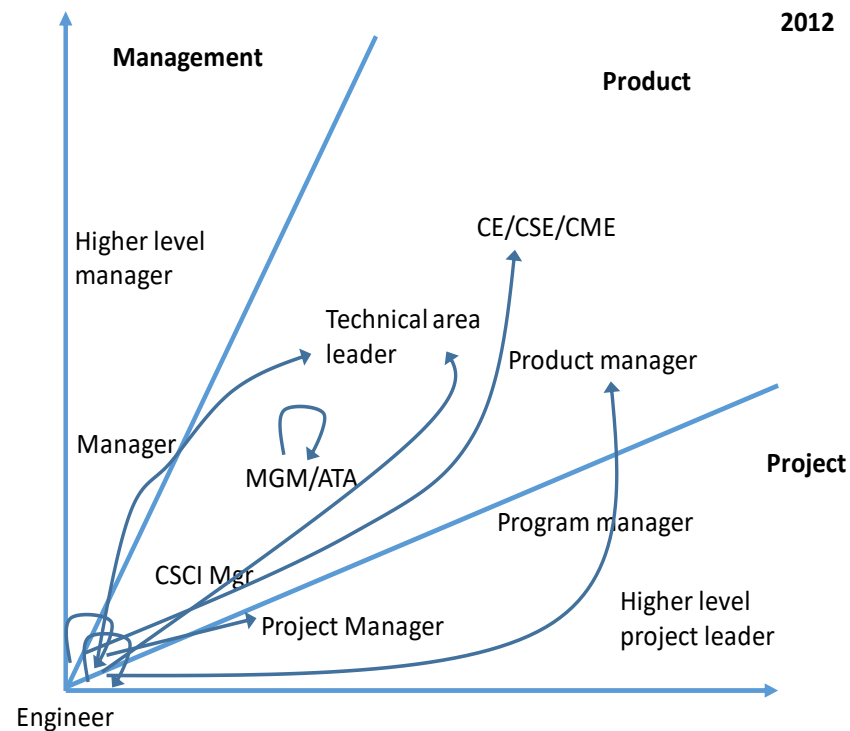 2012
Management
Product
CE/CSE/CME
Higher level
manager
Technical area
leader
Product manager
Manager
MGM/ATA
Project
Program manager
CSCI Mgr
Higher level
project leader
Project Manager
Engineer